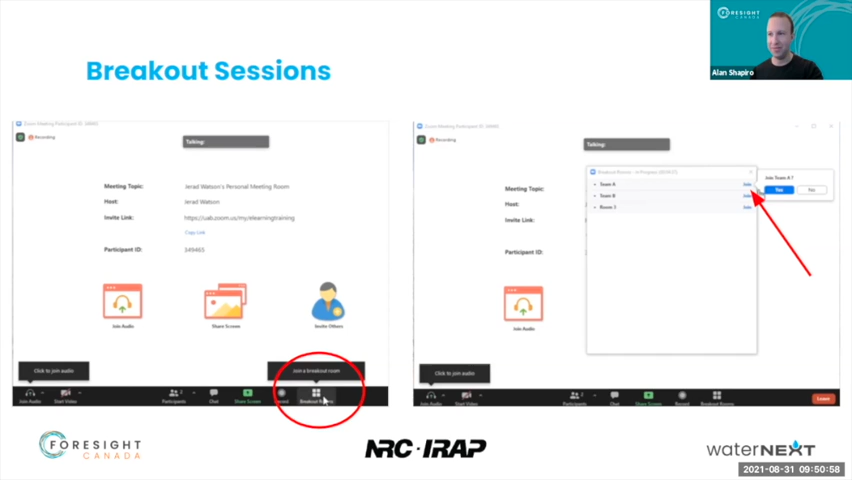 FORESIGHT
CANADA
Alan Shapiro
Breakout Sessions
Recording
Talking:
Meeting Topic: Jerad Watson's Personal Meeting Room
Host: Jerad Watson
Invite Link: https://uab.zoom.us/my/elearningtraining
Copy Link
Participant ID: 349465
Join Audio
Share Screen
Invite Others
Click to join audio
Join a breakout room
Join Audio
Start Video
Participants
2
Chat
Share Screen
Record
Breakout Rooms
Recording
Talking:
Meeting Topic:
Host:
Invite Link:
Participant ID:
Team A Join
Team B Join
Room 3 Join
Join Team A ?
Yes No
Join Audio
Click to join audio
Join Audio
Start Video
Participants
2
Chat
Share Screen
Record
Breakout Rooms
Leave
FORESIGHT
CANADA
NRC·IRAP
waterNEXT
2021-08-31 09:50:58